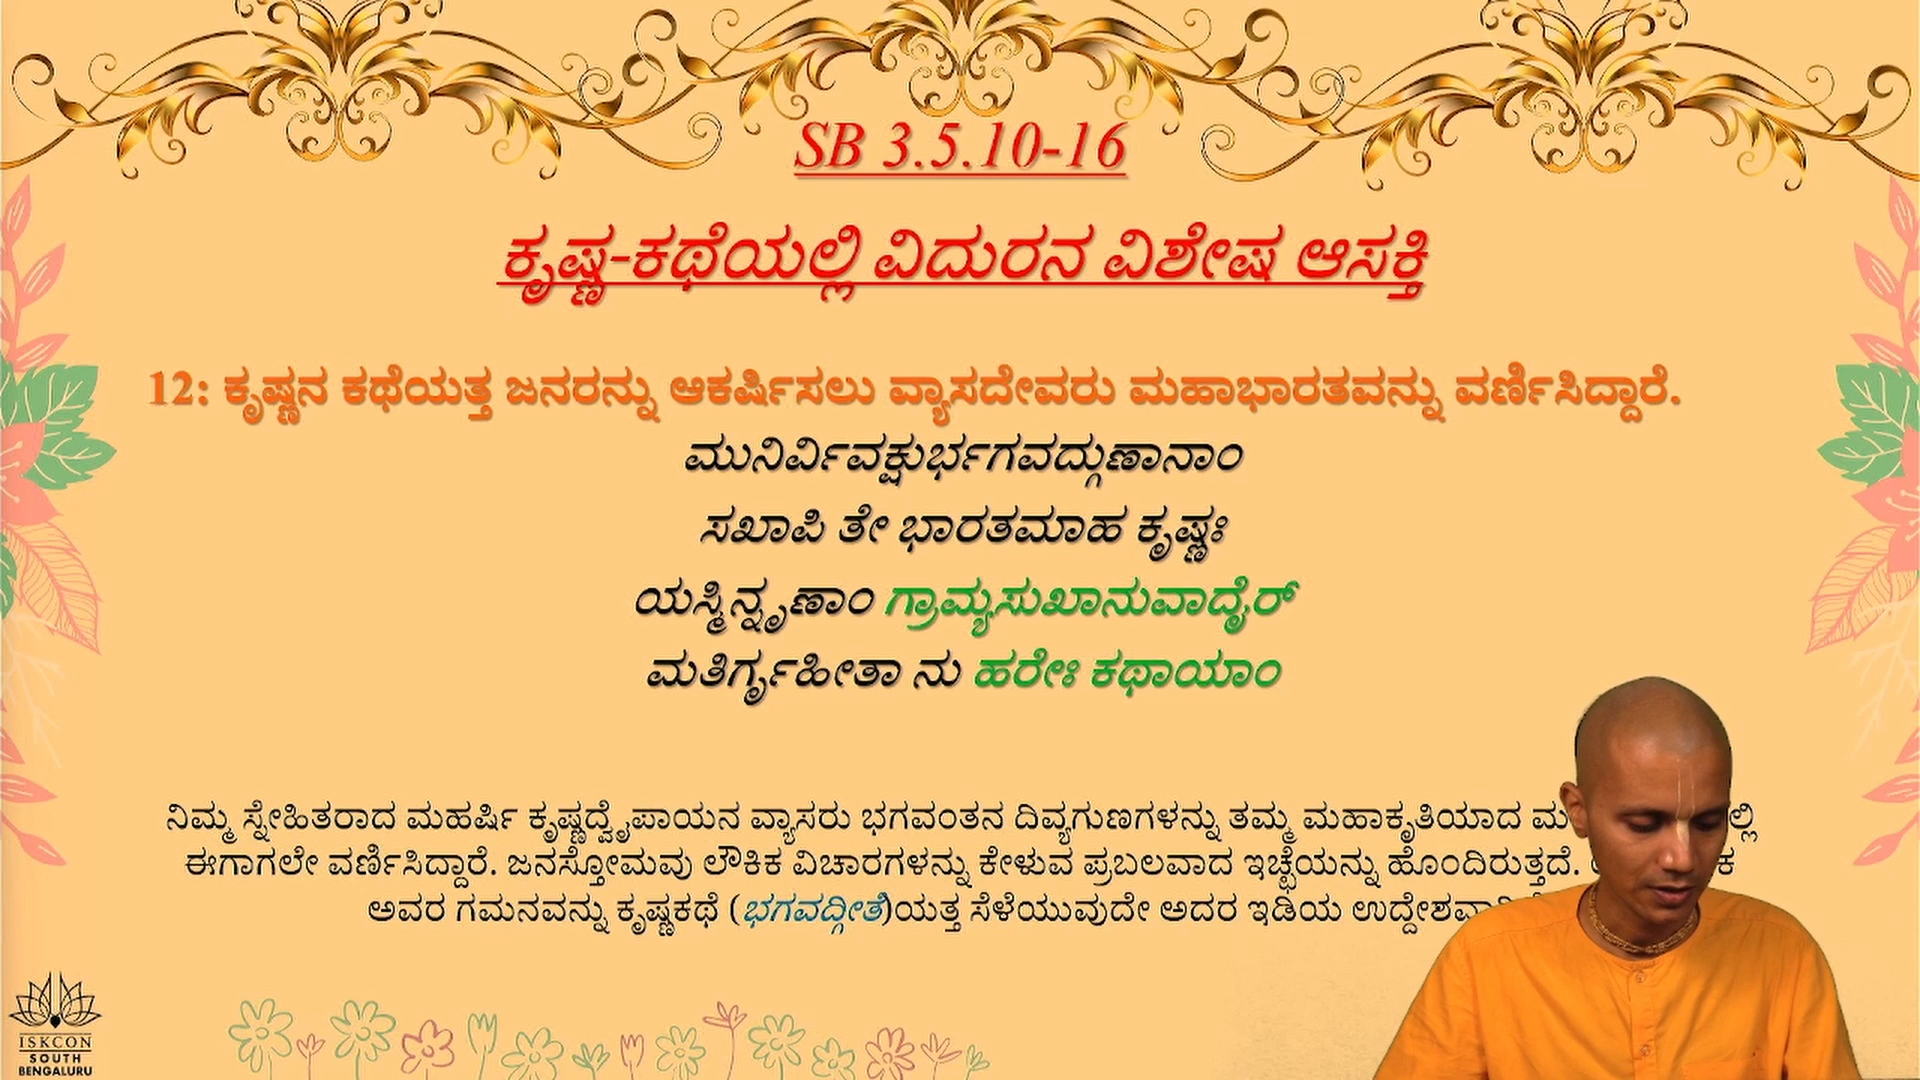 SB 3.5.10-16
ಕೃಷ್ಣ-ಕಥೆಯಲ್ಲಿ ವಿದುರನ ವಿಶೇಷ ಆಸಕ್ತಿ
12: ಕೃಷ್ಣನ ಕಥೆಯತ್ತ ಜನರನ್ನು ಆಕರ್ಷಿಸಲು ವ್ಯಾಸದೇವರು ಮಹಾಭಾರತವನ್ನು ವರ್ಣಿಸಿದ್ದಾರೆ.
ಮುನಿರ್ವಿವಕ್ಷುರ್ಭಗವದ್ಗುಣಾನಾಂ
ಸಖಾಪಿ ತೇ ಭಾರತಮಾಹ ಕೃಷ್ಣಃ
ಯಸ್ಮಿನ್ನೃಣಾಂ ಗ್ರಾಮ್ಯಸುಖಾನುವಾದೈರ್
ಮತಿರ್ಗೃಹೀತಾ ನು ಹರೇಃ ಕಥಾಯಾಂ
ನಿಮ್ಮ ಸ್ನೇಹಿತರಾದ ಮಹರ್ಷಿ ಕೃಷ್ಣದ್ವೈಪಾಯನ ವ್ಯಾಸರು ಭಗವಂತನ ದಿವ್ಯಗುಣಗಳನ್ನು ತಮ್ಮ ಮಹಾಕೃತಿಯಾದ
ಈಗಾಗಲೇ ವರ್ಣಿಸಿದ್ದಾರೆ. ಜನಸ್ತೋಮವು ಲೌಕಿಕ ವಿಚಾರಗಳನ್ನು ಕೇಳುವ ಪ್ರಬಲವಾದ ಇಚ್ಛೆಯನ್ನು ಹೊಂದಿರುತ್ತದೆ.
ಅವರ ಗಮನವನ್ನು ಕೃಷ್ಣಕಥೆ (ಭಗವದ್ಗೀತೆ)ಯತ್ತ ಸೆಳೆಯುವುದೇ ಅದರ ಇಡಿಯ
ISKCON
SOUTH
BENGALURU